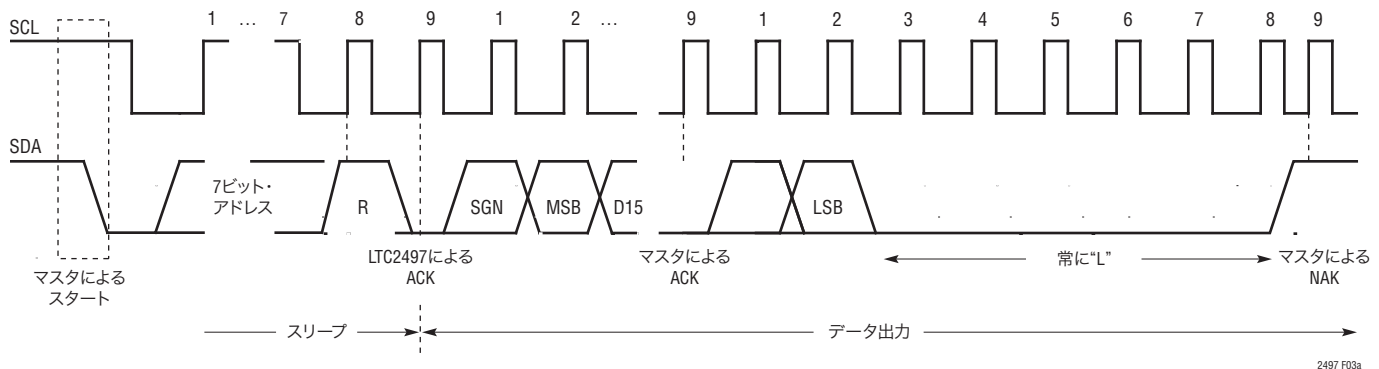 1 … 7 8 9 1 2 … 9 1 2 3 4 5 6 7 8 9
SCL
SDA
7ビット・
アドレス
R
SGN
MSB
D15
LSB
マスタによる
スタート
LTC2497による
ACK
マスタによる
ACK
常に“L”
マスタによる
NAK
スリープ
データ出力
2497 F03a